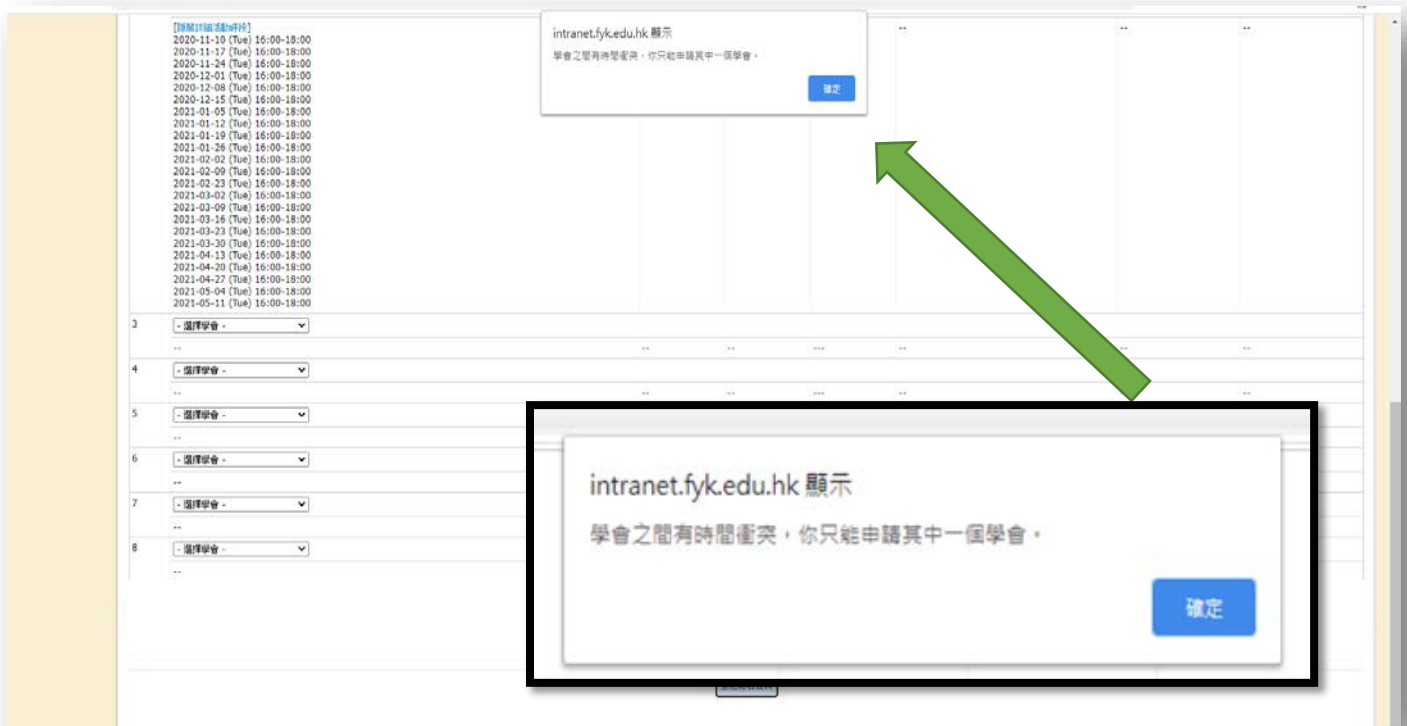 [隱藏詳細活動時段]
2020-11-10 (Tue) 16:00-18:00
2020-11-17 (Tue) 16:00-18:00
2020-11-24 (Tue) 16:00-18:00
2020-12-01 (Tue) 16:00-18:00
2020-12-08 (Tue) 16:00-18:00
2020-12-15 (Tue) 16:00-18:00
2021-01-05 (Tue) 16:00-18:00
2021-01-12 (Tue) 16:00-18:00
2021-01-19 (Tue) 16:00-18:00
2021-01-26 (Tue) 16:00-18:00
2021-02-02 (Tue) 16:00-18:00
2021-02-09 (Tue) 16:00-18:00
2021-02-23 (Tue) 16:00-18:00
2021-03-02 (Tue) 16:00-18:00
2021-03-09 (Tue) 16:00-18:00
2021-03-16 (Tue) 16:00-18:00
2021-03-23 (Tue) 16:00-18:00
2021-03-30 (Tue) 16:00-18:00
2021-04-13 (Tue) 16:00-18:00
2021-04-20 (Tue) 16:00-18:00
2021-04-27 (Tue) 16:00-18:00
2021-05-04 (Tue) 16:00-18:00
2021-05-11 (Tue) 16:00-18:00
-- --  --
intranet.fyk.edu.hk 顯示
學會之間有時間衝突，你只能申請其中一個學會。
確定
3 - 選擇學會 -
-- -- -- --- -- -- --
4 - 選擇學會 -
-- -- -- --- -- -- --
5 - 選擇學會 -
--
6 - 選擇學會 -
--
7 - 選擇學會 -
--
8 - 選擇學會 -
--
intranet.fyk.edu.hk 顯示
學會之間有時間衝突，你只能申請其中一個學會。
確定